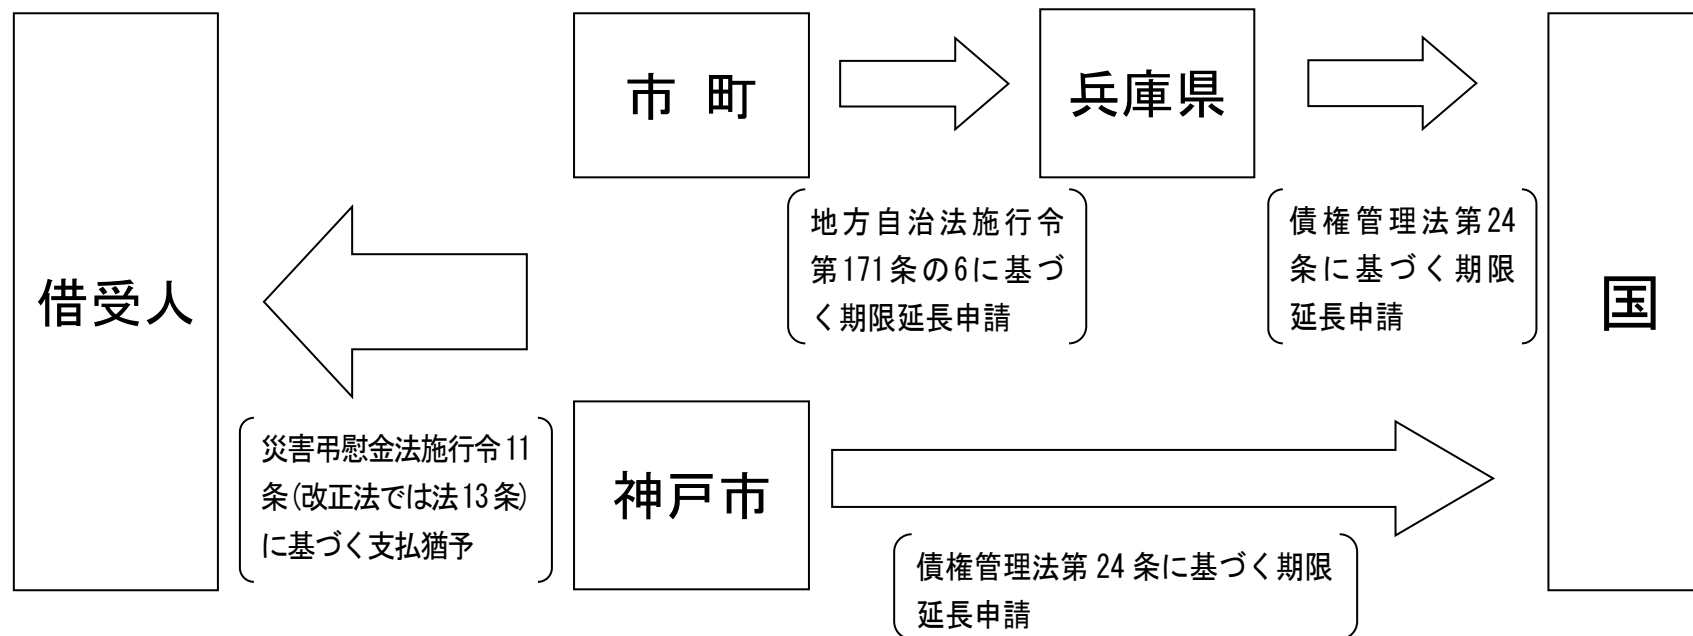 借受人
市 町
兵庫県
国
地方自治法施行令
第171条の6に基づ
く期限延長申請
債権管理法第24
条に基づく期限
延長申請
災害弔慰金法施行令11
条(改正法では法13条)
に基づく支払猶予
神戸市
債権管理法第24条に基づく期限
延長申請